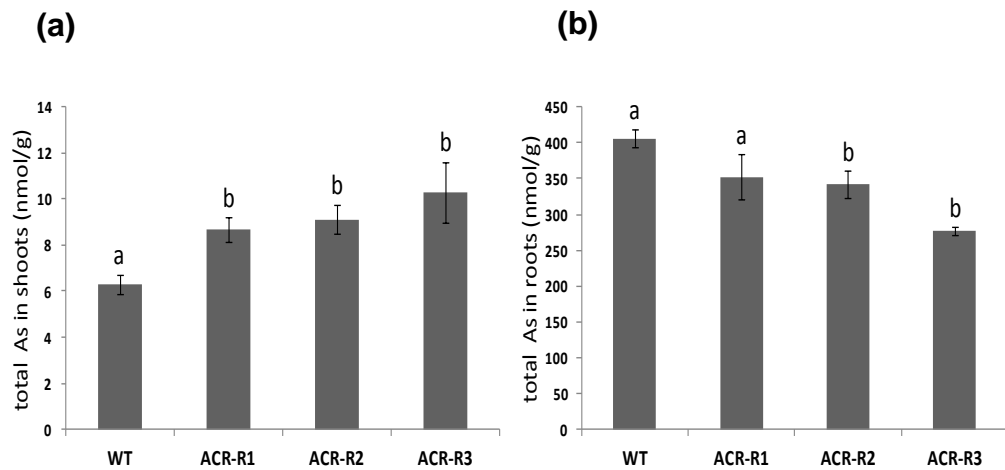 (a)
total As in shoots (nmol/g)
14
12
10
8
6
4
2
0
a
b
b
b
WT ACR-R1 ACR-R2 ACR-R3
(b)
total As in roots (nmol/g)
450
400
350
300
250
200
150
100
50
0
a
a
b
b
WT ACR-R1 ACR-R2 ACR-R3